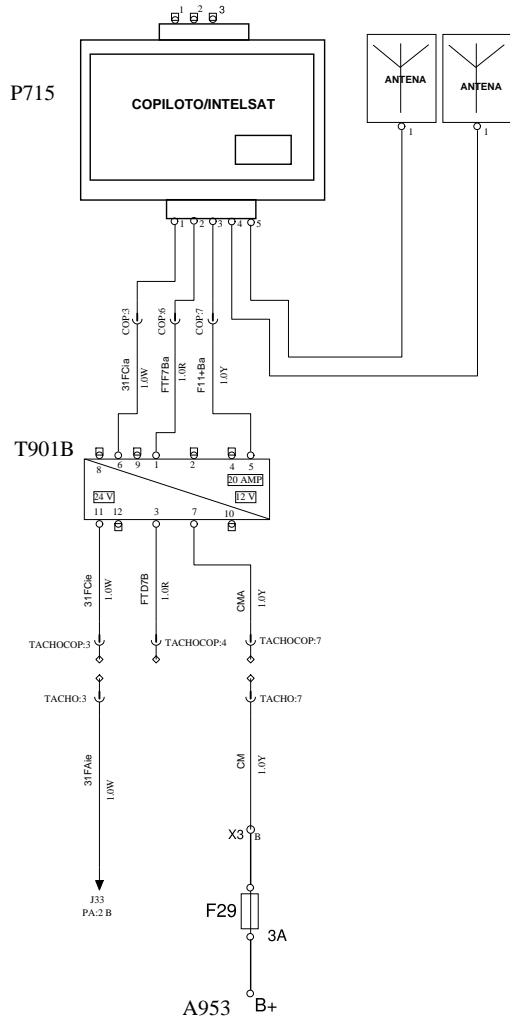 1 2 3
P715
COPILOTO/INTELSAT
ANTENA
ANTENA
1
1
1 2 3 4 5
COP:3
COP:6
COP:7
31FCia
1.0W
FTF7Ba
1.0R
F11+Ba
1.0Y
T901B
8 6 9 1 2 4 5
20 AMP
24 V
12 V
11 12 3 7 10
31FCie
1.0W
FTD7B
1.0R
CMA
1.0Y
TACHOCOP:3
TACHOCOP:4
TACHOCOP:7
TACHO:3
TACHO:7
31FAie
1.0W
CM
1.0Y
X3 B
J33
PA:2 B
F29
3A
A953
B+